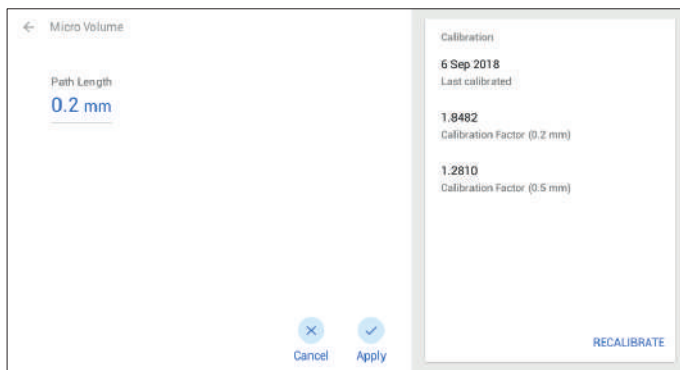 Micro Volume
Path Length
0.2 mm
Cancel
Apply
Calibration
6 Sep 2018
Last calibrated
1.8482
Calibration Factor (0.2 mm)
1.2810
Calibration Factor (0.5 mm)
RECALIBRATE